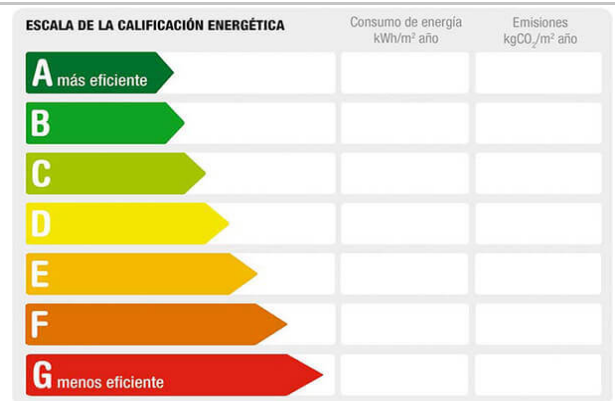 ESCALA DE LA CALIFICACIÓN ENERGÉTICA
Consumo de energía
kWh/m² año
Emisiones
kgCO₂/m² año
A más eficiente
B
C
D
E
F
G menos eficiente